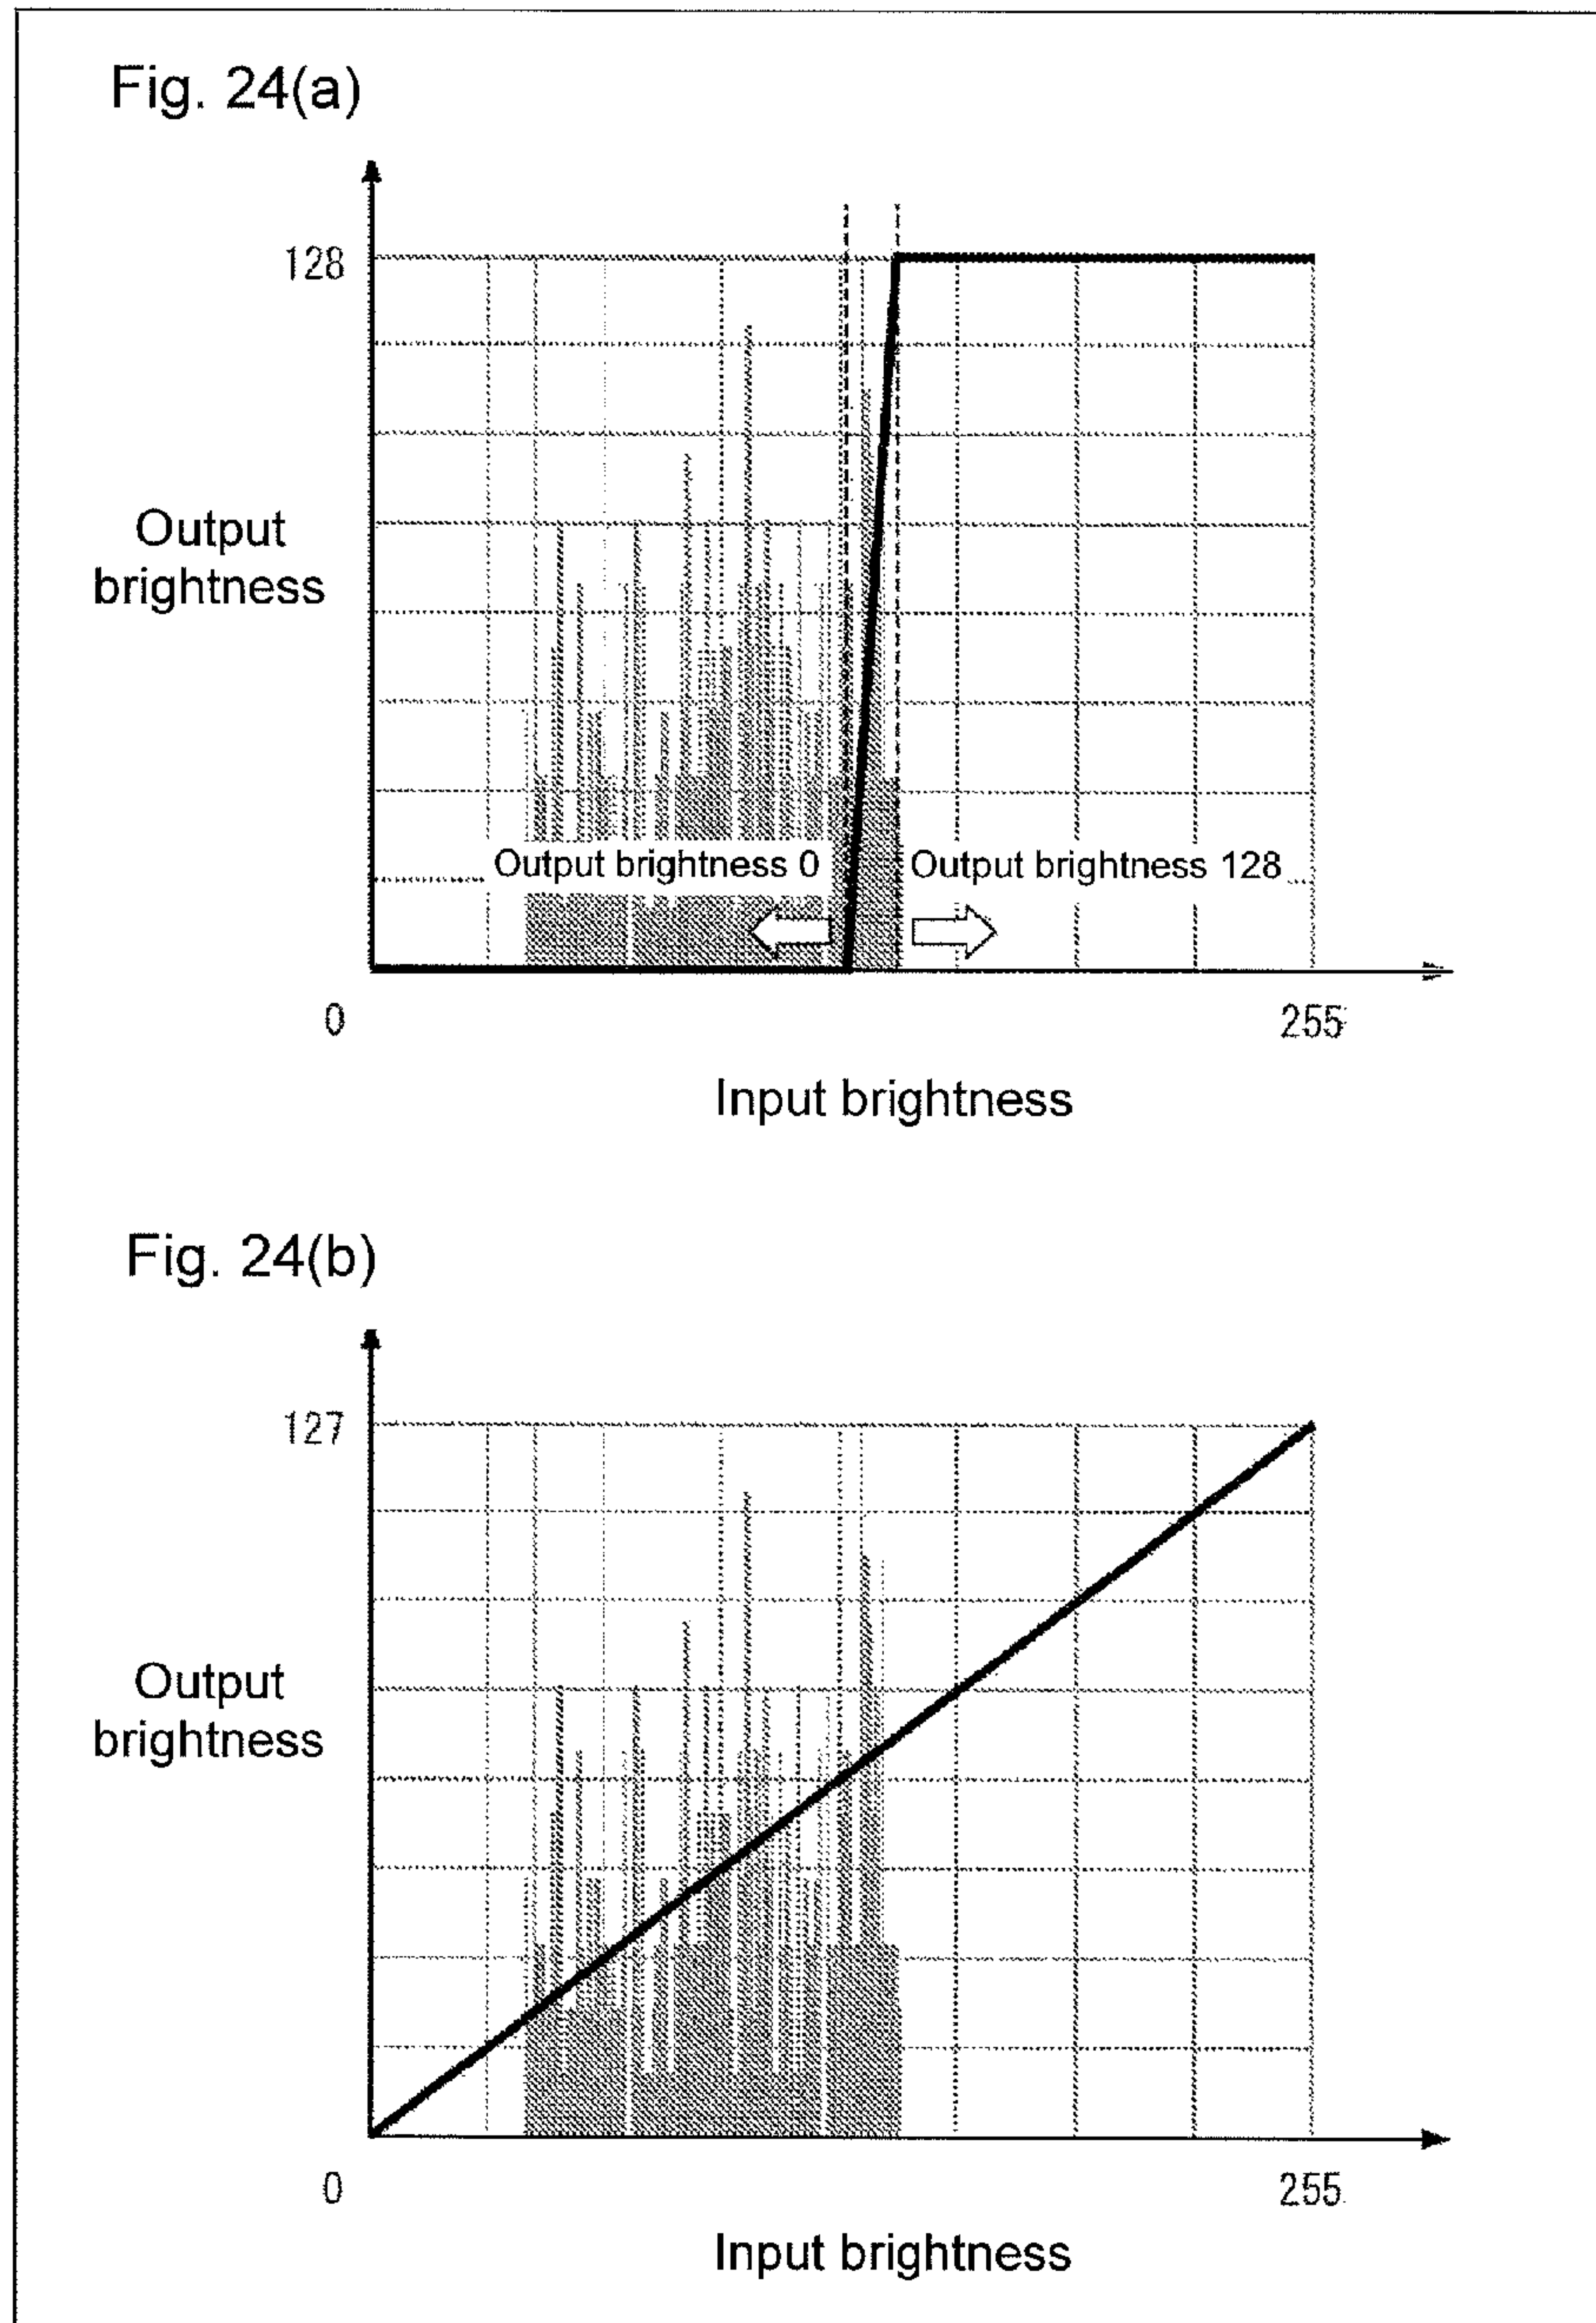 Fig. 24(a)
128
Output
brightness
Output brightness 0
Output brightness 128
0
255
Input brightness
Fig. 24(b)
127
Output
brightness
0
255
Input brightness